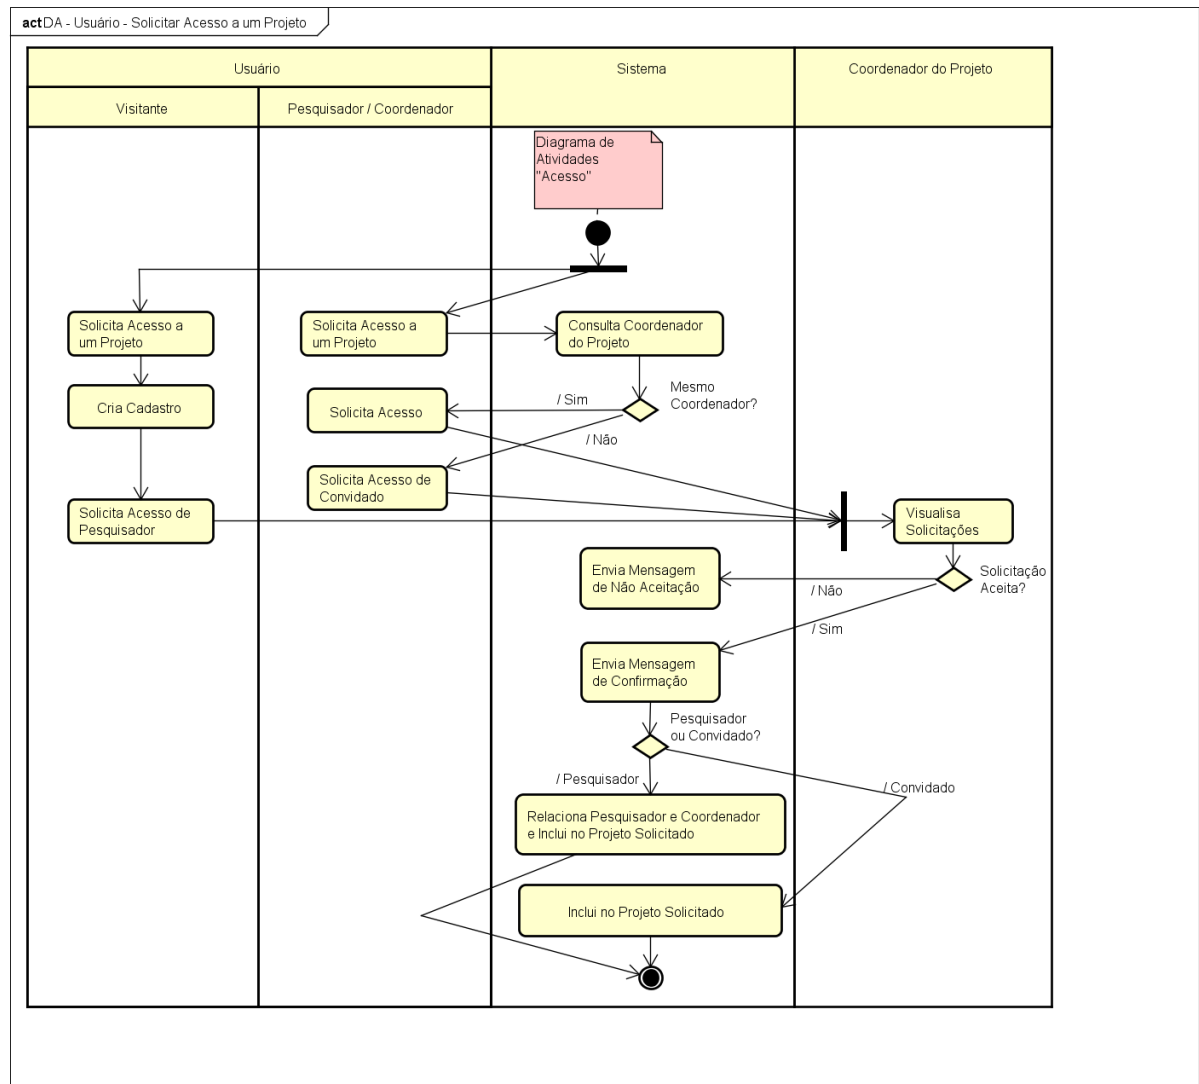 actDA - Usuário - Solicitar Acesso a um Projeto
Usuário
Sistema
Coordenador do Projeto
Visitante
Pesquisador / Coordenador
Diagrama de
Atividades
"Acesso"
Solicita Acesso a
um Projeto
Solicita Acesso a
um Projeto
Consulta Coordenador
do Projeto
Cria Cadastro
Solicita Acesso
/ Sim
Mesmo
Coordenador?
/ Não
Solicita Acesso de
Convidado
Solicita Acesso de
Pesquisador
Visualisa
Solicitações
Envia Mensagem
de Não Aceitação
/ Não
Solicitação
Aceita?
/ Sim
Envia Mensagem
de Confirmação
Pesquisador
ou Convidado?
/ Pesquisador
/ Convidado
Relaciona Pesquisador e Coordenador
e Inclui no Projeto Solicitado
Inclui no Projeto Solicitado